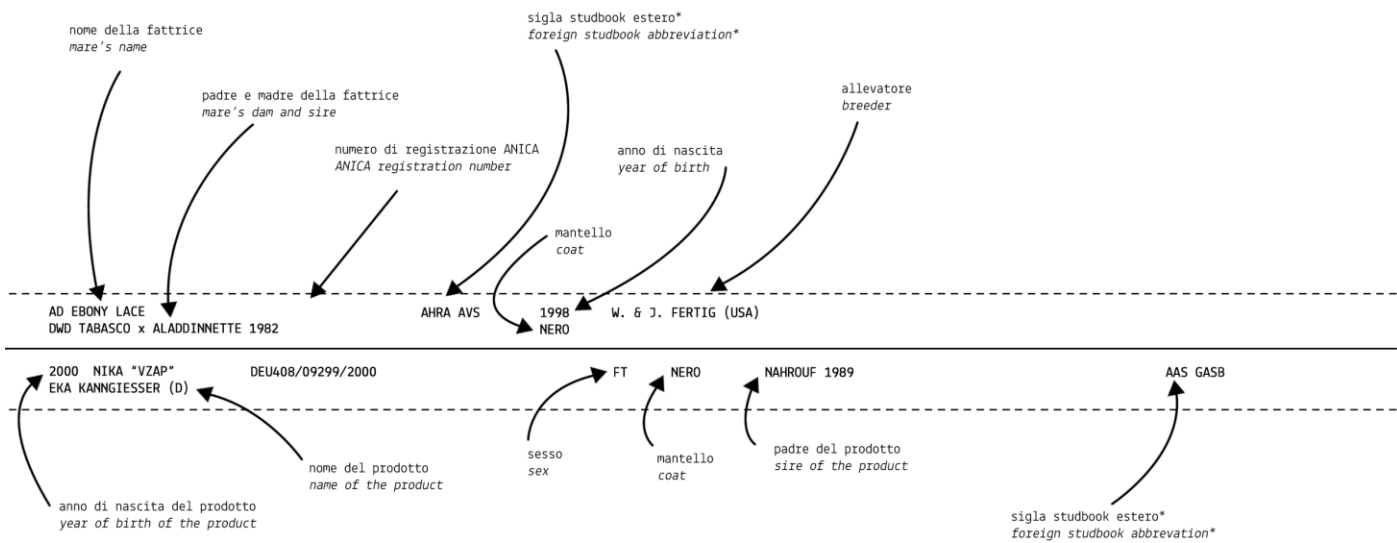 nome della fattrice
mare's name
sigla studbook estero*
foreign studbook abbreviation*
padre e madre della fattrice
mare's dam and sire
allevatore
breeder
numero di registrazione ANICA
ANICA registration number
anno di nascita
year of birth
mantello
coat
AD EBONY LACE AHRA AVS 1998 W. & J. FERTIG (USA)
DWD TABASCO x ALADDINNETTE 1982 NERO
2000 NIKA "VZAP" DEU408/09299/2000 FT NERO NAHROUF 1989 AAS GASB
EKA KANNGIESSER (D)
sesso
sex
mantello
coat
padre del prodotto
sire of the product
nome del prodotto
name of the product
anno di nascita del prodotto
year of birth of the product
sigla studbook estero*
foreign studbook abbrevation*